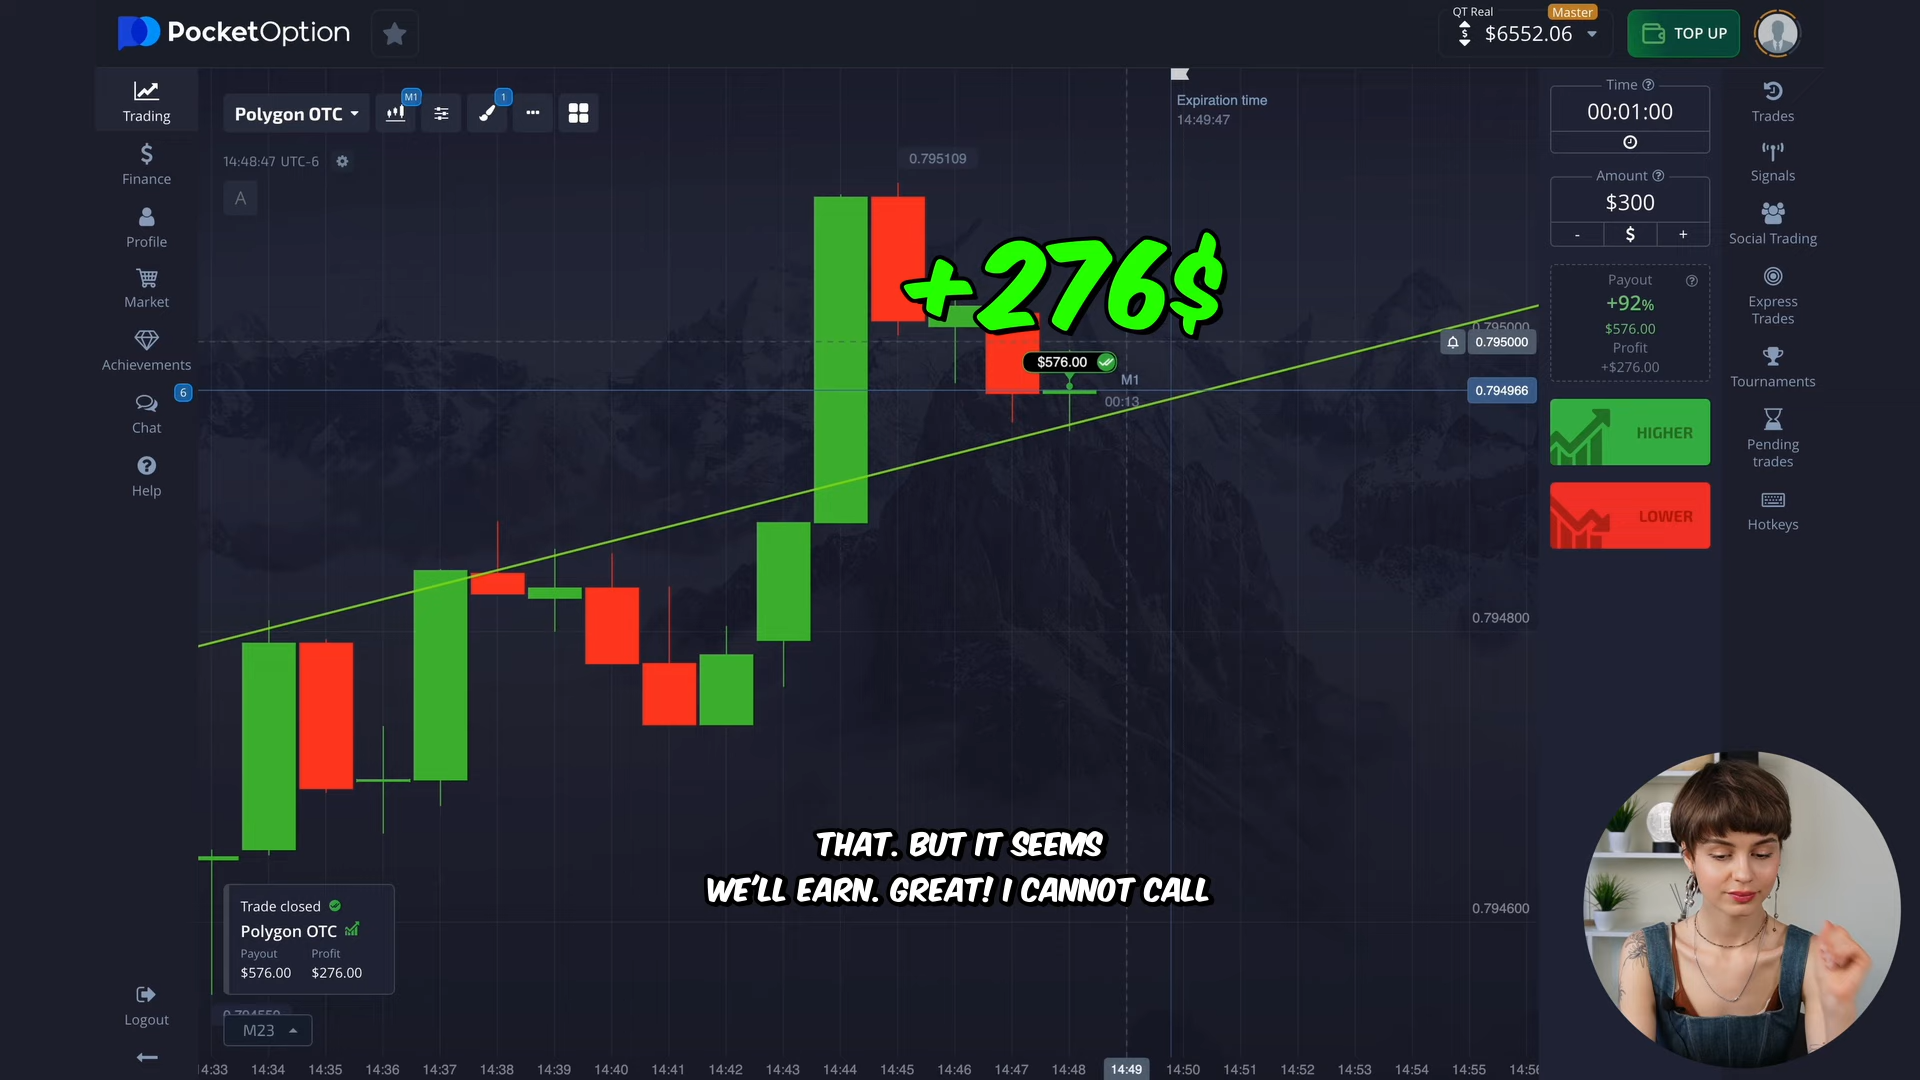 PocketOption
QT Real
Master
$6552.06
TOP UP
Trading
Finance
Profile
Market
Achievements
6
Chat
Help
Logout
Polygon OTC
M1
1
14:48:47 UTC-6
A
Expiration time
14:49:47
0.795109
+276$
$576.00
M1
00:13
0.795000
0.795000
0.794966
0.794800
0.794600
Time
00:01:00
Amount
$300
- $ +
Payout
+92%
$576.00
Profit
+$276.00
HIGHER
LOWER
Trades
Signals
Social Trading
Express
Trades
Tournaments
Pending
trades
Hotkeys
THAT. BUT IT SEEMS
WE'LL EARN. GREAT! I CANNOT CALL
Trade closed
Polygon OTC
Payout Profit
$576.00 $276.00
M23
14:34 14:35 14:36 14:37 14:38 14:39 14:40 14:41 14:42 14:43 14:44 14:45 14:46 14:47 14:48 14:49 14:50 14:51 14:52 14:53 14:54 14:55